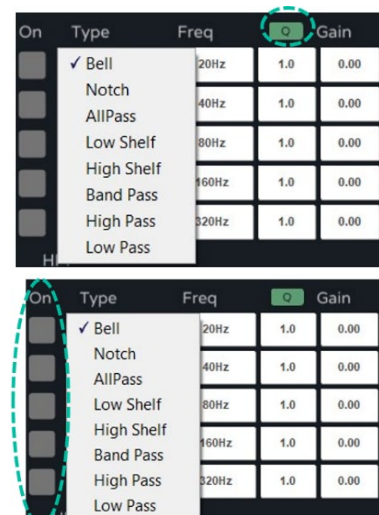 On Type Freq Q Gain
✓ Bell 20Hz 1.0 0.00
Notch
AllPass 40Hz 1.0 0.00
Low Shelf 80Hz 1.0 0.00
High Shelf
Band Pass 160Hz 1.0 0.00
High Pass 320Hz 1.0 0.00
Low Pass
On Type Freq Q Gain
✓ Bell 20Hz 1.0 0.00
Notch
AllPass 40Hz 1.0 0.00
Low Shelf 80Hz 1.0 0.00
High Shelf
Band Pass 160Hz 1.0 0.00
High Pass 320Hz 1.0 0.00
Low Pass